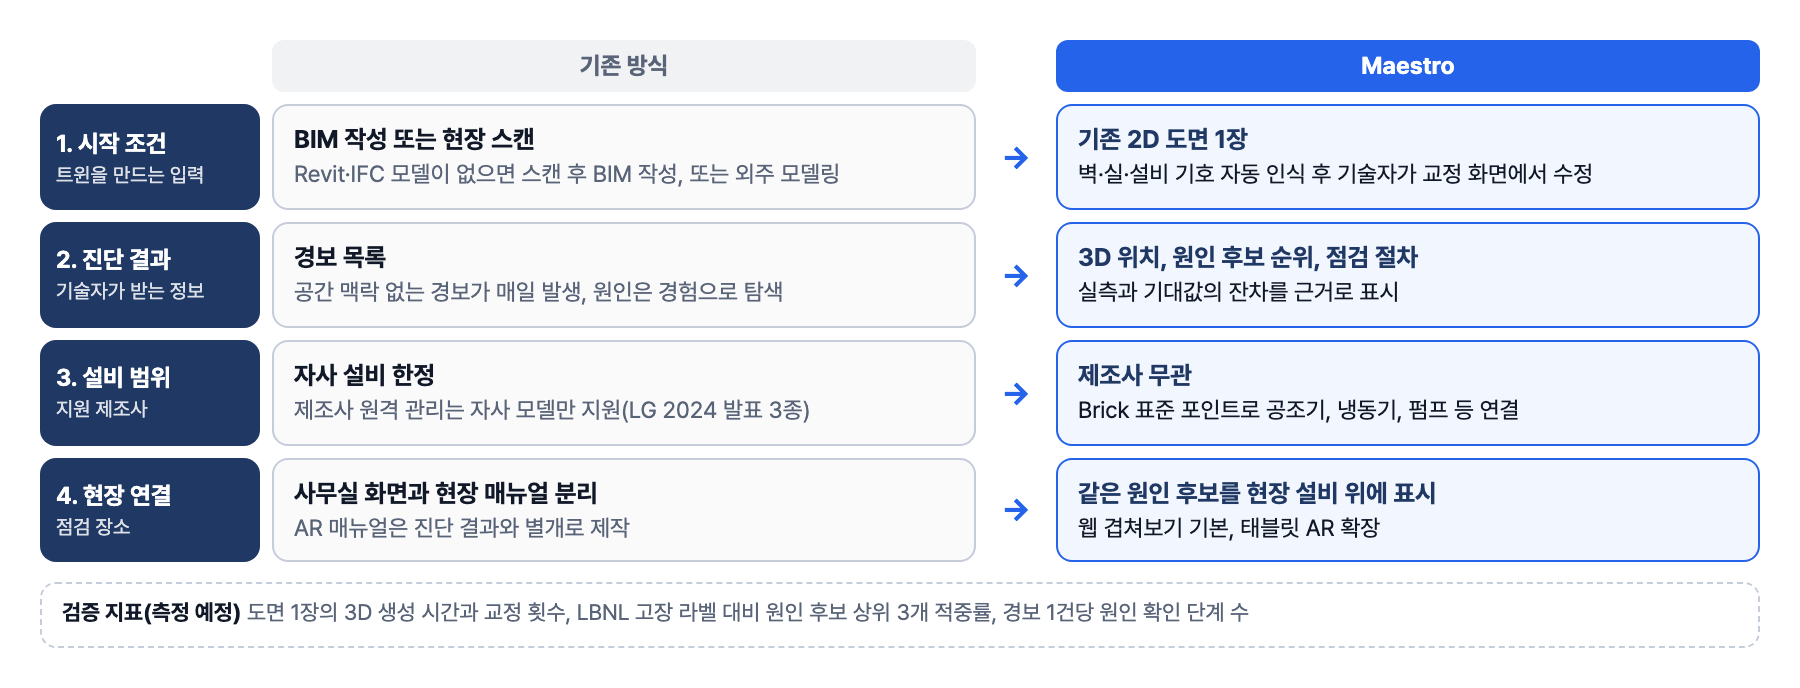 기존 방식
Maestro
1. 시작 조건
트윈을 만드는 입력
BIM 작성 또는 현장 스캔
Revit·IFC 모델이 없으면 스캔 후 BIM 작성, 또는 외주 모델링
→
기존 2D 도면 1장
벽·실·설비 기호 자동 인식 후 기술자가 교정 화면에서 수정
2. 진단 결과
기술자가 받는 정보
경보 목록
공간 맥락 없는 경보가 매일 발생, 원인은 경험으로 탐색
→
3D 위치, 원인 후보 순위, 점검 절차
실측과 기대값의 잔차를 근거로 표시
3. 설비 범위
지원 제조사
자사 설비 한정
제조사 원격 관리는 자사 모델만 지원(LG 2024 발표 3종)
→
제조사 무관
Brick 표준 포인트로 공조기, 냉동기, 펌프 등 연결
4. 현장 연결
점검 장소
사무실 화면과 현장 매뉴얼 분리
AR 매뉴얼은 진단 결과와 별개로 제작
→
같은 원인 후보를 현장 설비 위에 표시
웹 겹쳐보기 기본, 태블릿 AR 확장
검증 지표(측정 예정) 도면 1장의 3D 생성 시간과 교정 횟수, LBNL 고장 라벨 대비 원인 후보 상위 3개 적중률, 경보 1건당 원인 확인 단계 수